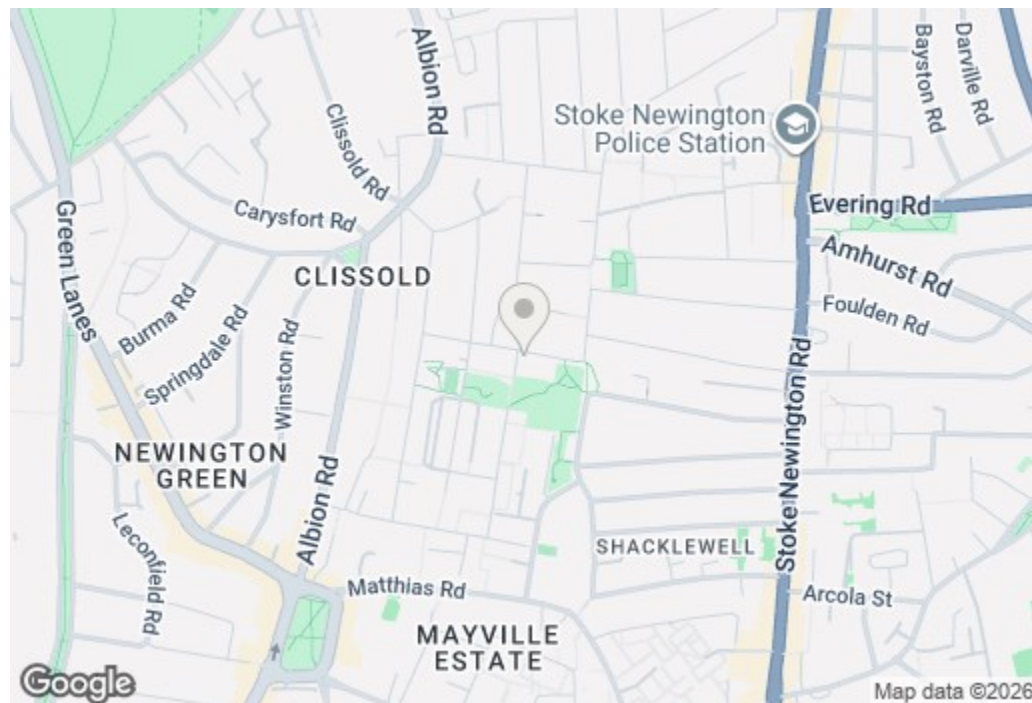 Albion Rd
Clissold Rd
Carysfort Rd
Green Lanes
CLISSOLD
Burma Rd
Springdale Rd
Winston Rd
NEWINGTON
GREEN
Albion Rd
Leconfield Rd
Matthias Rd
MAYVILLE
ESTATE
Stoke Newington
Police Station
Bayston Rd
Darville Rd
Evering Rd
Amhurst Rd
Foulden Rd
Stoke Newington Rd
SHACKLEWELL
Arcola St
Google
Map data ©2026